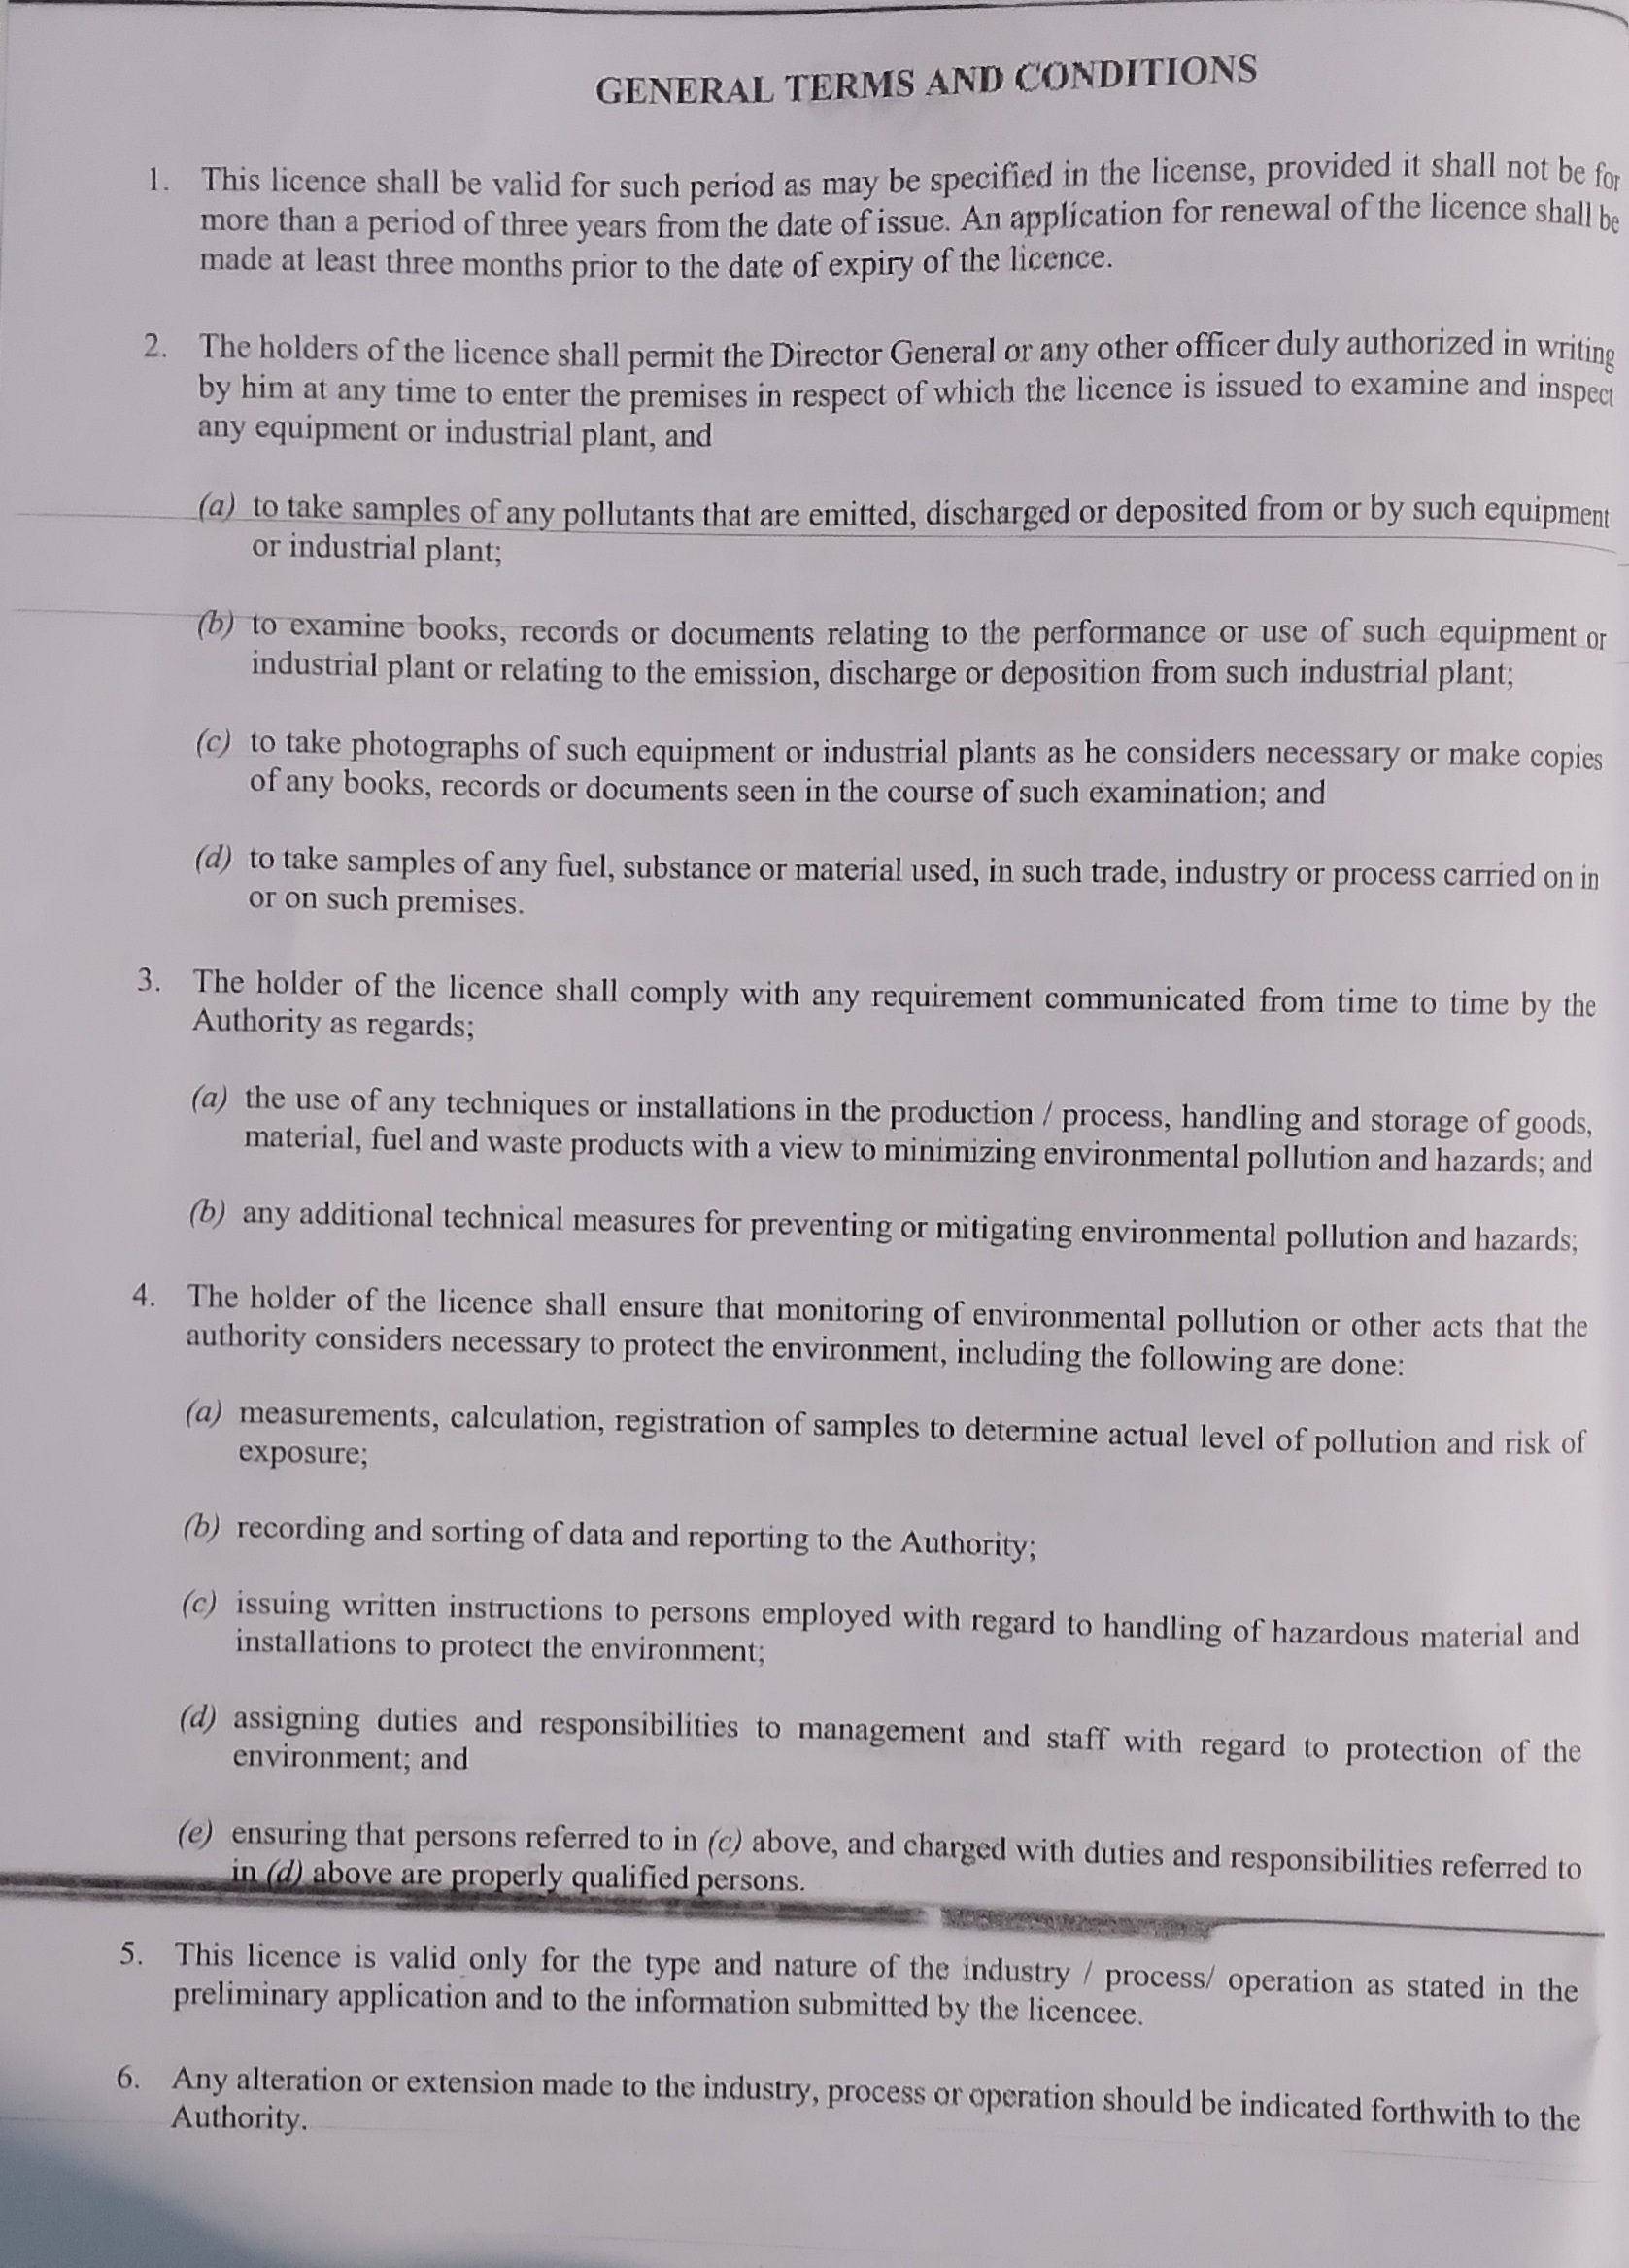 GENERAL TERMS AND CONDITIONS
1. This licence shall be valid for such period as may be specified in the license, provided it shall not be for
more than a period of three years from the date of issue. An application for renewal of the licence shall be
made at least three months prior to the date of expiry of the licence.
2. The holders of the licence shall permit the Director General or any other officer duly authorized in writing
by him at any time to enter the premises in respect of which the licence is issued to examine and inspect
any equipment or industrial plant, and
(a) to take samples of any pollutants that are emitted, discharged or deposited from or by such equipment
or industrial plant;
(b) to examine books, records or documents relating to the performance or use of such equipment or
industrial plant or relating to the emission, discharge or deposition from such industrial plant;
(c) to take photographs of such equipment or industrial plants as he considers necessary or make copies
of any books, records or documents seen in the course of such examination; and
(d) to take samples of any fuel, substance or material used, in such trade, industry or process carried on in
or on such premises.
3. The holder of the licence shall comply with any requirement communicated from time to time by the
Authority as regards;
(a) the use of any techniques or installations in the production / process, handling and storage of goods,
material, fuel and waste products with a view to minimizing environmental pollution and hazards; and
(b) any additional technical measures for preventing or mitigating environmental pollution and hazards;
4. The holder of the licence shall ensure that monitoring of environmental pollution or other acts that the
authority considers necessary to protect the environment, including the following are done:
(a) measurements, calculation, registration of samples to determine actual level of pollution and risk of
exposure;
(b) recording and sorting of data and reporting to the Authority;
(c) issuing written instructions to persons employed with regard to handling of hazardous material and
installations to protect the environment;
(d) assigning duties and responsibilities to management and staff with regard to protection of the
environment; and
(e) ensuring that persons referred to in (c) above, and charged with duties and responsibilities referred to
in (d) above are properly qualified persons.
5. This licence is valid only for the type and nature of the industry / process/ operation as stated in the
preliminary application and to the information submitted by the licencee.
6. Any alteration or extension made to the industry, process or operation should be indicated forthwith to the
Authority.